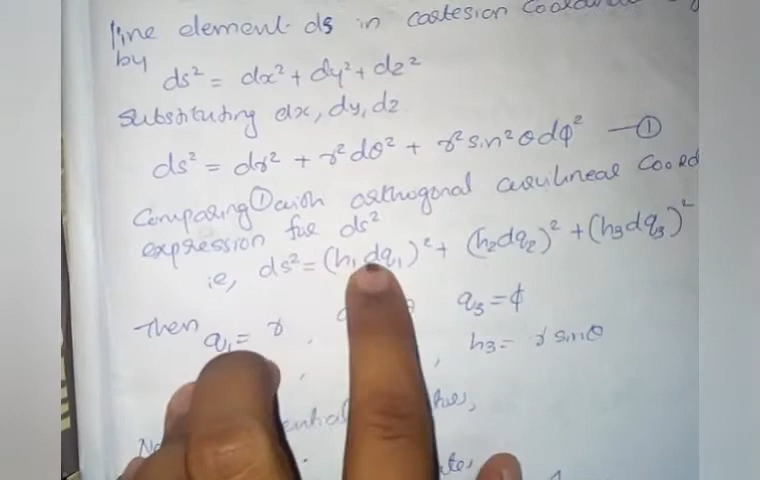 line element ds in cartesian
by
ds² = dx² + dy² + dz²
substituting dx, dy, dz
ds² = dr² + r²dθ² + r²sin²θdϕ² —①
Comparing ① with orthogonal curvilinear Coord
expression for ds²
ie, ds² = (h₁dq₁)² + (h₂dq₂)² + (h₃dq₃)²
Then q₁ = r , q₃ = ϕ
, , h₃ = r sinθ